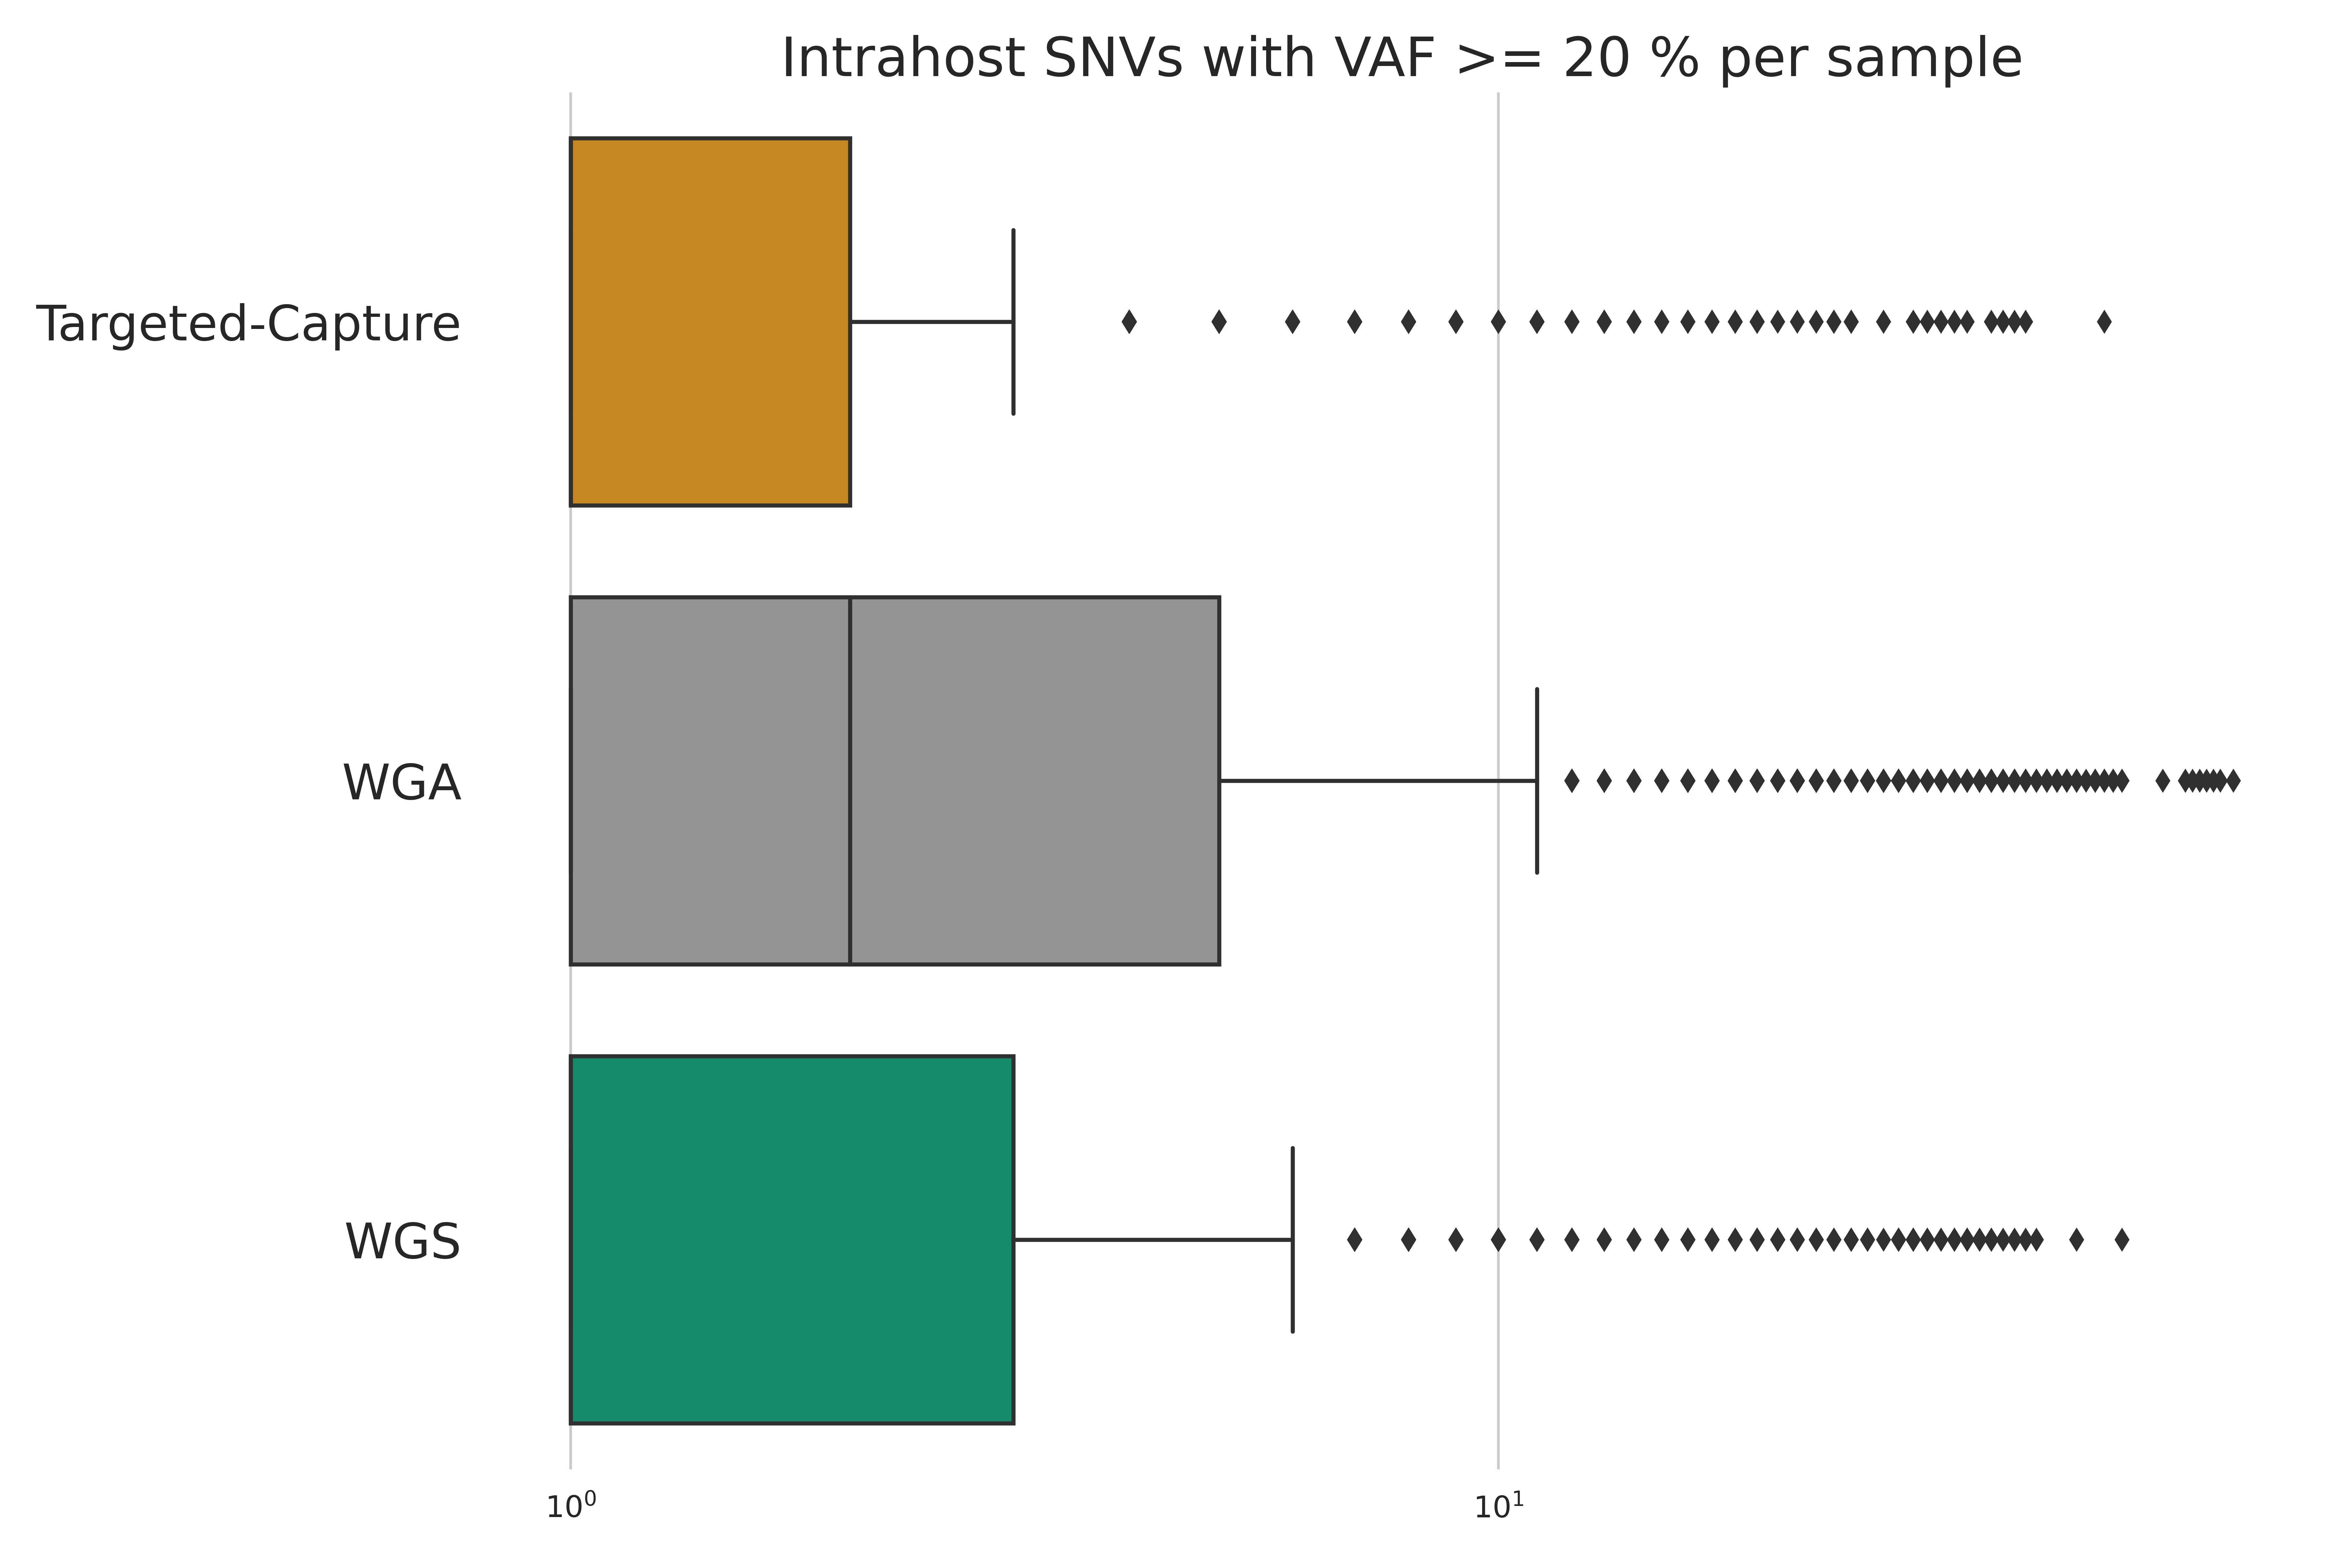 Intrahost SNVs with VAF >= 20 % per sample
Targeted-Capture
WGA
WGS
10⁰
10¹